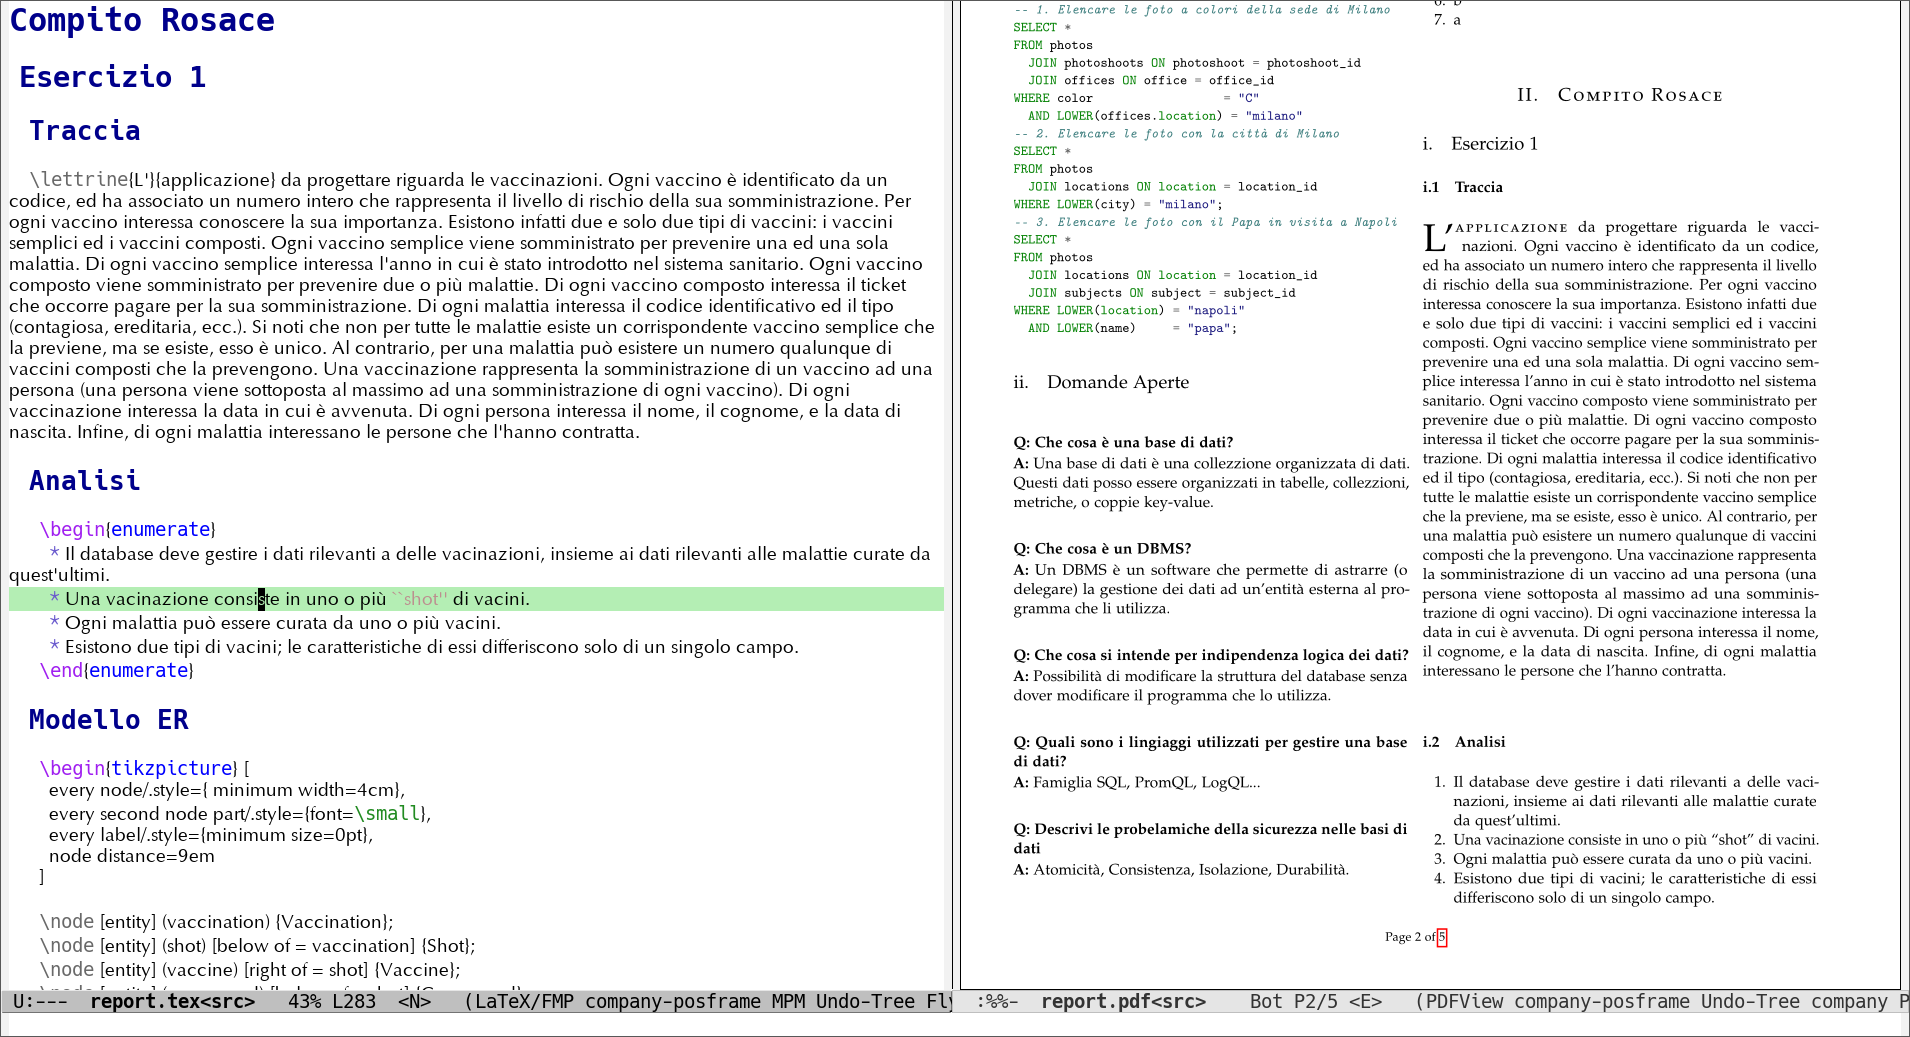 Compito Rosace
Esercizio 1
Traccia
\lettrine{L'}{applicazione} da progettare riguarda le vaccinazioni. Ogni vaccino è identificato da un
codice, ed ha associato un numero intero che rappresenta il livello di rischio della sua somministrazione. Per
ogni vaccino interessa conoscere la sua importanza. Esistono infatti due e solo due tipi di vaccini: i vaccini
semplici ed i vaccini composti. Ogni vaccino semplice viene somministrato per prevenire una ed una sola
malattia. Di ogni vaccino semplice interessa l'anno in cui è stato introdotto nel sistema sanitario. Ogni vaccino
composto viene somministrato per prevenire due o più malattie. Di ogni vaccino composto interessa il ticket
che occorre pagare per la sua somministrazione. Di ogni malattia interessa il codice identificativo ed il tipo
(contagiosa, ereditaria, ecc.). Si noti che non per tutte le malattie esiste un corrispondente vaccino semplice che
la previene, ma se esiste, esso è unico. Al contrario, per una malattia può esistere un numero qualunque di
vaccini composti che la prevengono. Una vaccinazione rappresenta la somministrazione di un vaccino ad una
persona (una persona viene sottoposta al massimo ad una somministrazione di ogni vaccino). Di ogni
vaccinazione interessa la data in cui è avvenuta. Di ogni persona interessa il nome, il cognome, e la data di
nascita. Infine, di ogni malattia interessano le persone che l'hanno contratta.
Analisi
\begin{enumerate}
* Il database deve gestire i dati rilevanti a delle vacinazioni, insieme ai dati rilevanti alle malattie curate da
quest'ultimi.
* Una vacinazione consiste in uno o più ``shot'' di vacini.
* Ogni malattia può essere curata da uno o più vacini.
* Esistono due tipi di vacini; le caratteristiche di essi differiscono solo di un singolo campo.
\end{enumerate}
Modello ER
\begin{tikzpicture} [
every node/.style={ minimum width=4cm},
every second node part/.style={font=\small},
every label/.style={minimum size=0pt},
node distance=9em
]
\node [entity] (vaccination) {Vaccination};
\node [entity] (shot) [below of = vaccination] {Shot};
\node [entity] (vaccine) [right of = shot] {Vaccine};
U:--- report.tex<src> 43% L283 <N> (LaTeX/FMP company-posframe MPM Undo-Tree Fly
-- 1. Elencare le foto a colori della sede di Milano
SELECT *
FROM photos
JOIN photoshoots ON photoshoot = photoshoot_id
JOIN offices ON office = office_id
WHERE color = "C"
AND LOWER(offices.location) = "milano"
-- 2. Elencare le foto con la città di Milano
SELECT *
FROM photos
JOIN locations ON location = location_id
WHERE LOWER(city) = "milano";
-- 3. Elencare le foto con il Papa in visita a Napoli
SELECT *
FROM photos
JOIN locations ON location = location_id
JOIN subjects ON subject = subject_id
WHERE LOWER(location) = "napoli"
AND LOWER(name) = "papa";
ii. Domande Aperte
Q: Che cosa è una base di dati?
A: Una base di dati è una collezzione organizzata di dati.
Questi dati posso essere organizzati in tabelle, collezzioni,
metriche, o coppie key-value.
Q: Che cosa è un DBMS?
A: Un DBMS è un software che permette di astrarre (o
delegare) la gestione dei dati ad un'entità esterna al pro-
gramma che li utilizza.
Q: Che cosa si intende per indipendenza logica dei dati?
A: Possibilità di modificare la struttura del database senza
dover modificare il programma che lo utilizza.
Q: Quali sono i lingiaggi utilizzati per gestire una base
di dati?
A: Famiglia SQL, PromQL, LogQL...
Q: Descrivi le probelamiche della sicurezza nelle basi di
dati
A: Atomicità, Consistenza, Isolazione, Durabilità.
7. a
II. Compito Rosace
i. Esercizio 1
i.1 Traccia
L'applicazione da progettare riguarda le vacci-
nazioni. Ogni vaccino è identificato da un codice,
ed ha associato un numero intero che rappresenta il livello
di rischio della sua somministrazione. Per ogni vaccino
interessa conoscere la sua importanza. Esistono infatti due
e solo due tipi di vaccini: i vaccini semplici ed i vaccini
composti. Ogni vaccino semplice viene somministrato per
prevenire una ed una sola malattia. Di ogni vaccino sem-
plice interessa l'anno in cui è stato introdotto nel sistema
sanitario. Ogni vaccino composto viene somministrato per
prevenire due o più malattie. Di ogni vaccino composto
interessa il ticket che occorre pagare per la sua somminis-
trazione. Di ogni malattia interessa il codice identificativo
ed il tipo (contagiosa, ereditaria, ecc.). Si noti che non per
tutte le malattie esiste un corrispondente vaccino semplice
che la previene, ma se esiste, esso è unico. Al contrario, per
una malattia può esistere un numero qualunque di vaccini
composti che la prevengono. Una vaccinazione rappresenta
la somministrazione di un vaccino ad una persona (una
persona viene sottoposta al massimo ad una somminis-
trazione di ogni vaccino). Di ogni vaccinazione interessa la
data in cui è avvenuta. Di ogni persona interessa il nome,
il cognome, e la data di nascita. Infine, di ogni malattia
interessano le persone che l'hanno contratta.
i.2 Analisi
1. Il database deve gestire i dati rilevanti a delle vaci-
nazioni, insieme ai dati rilevanti alle malattie curate
da quest'ultimi.
2. Una vacinazione consiste in uno o più “shot” di vacini.
3. Ogni malattia può essere curata da uno o più vacini.
4. Esistono due tipi di vacini; le caratteristiche di essi
differiscono solo di un singolo campo.
Page 2 of 5
:%%- report.pdf<src> Bot P2/5 <E> (PDFView company-posframe Undo-Tree company P